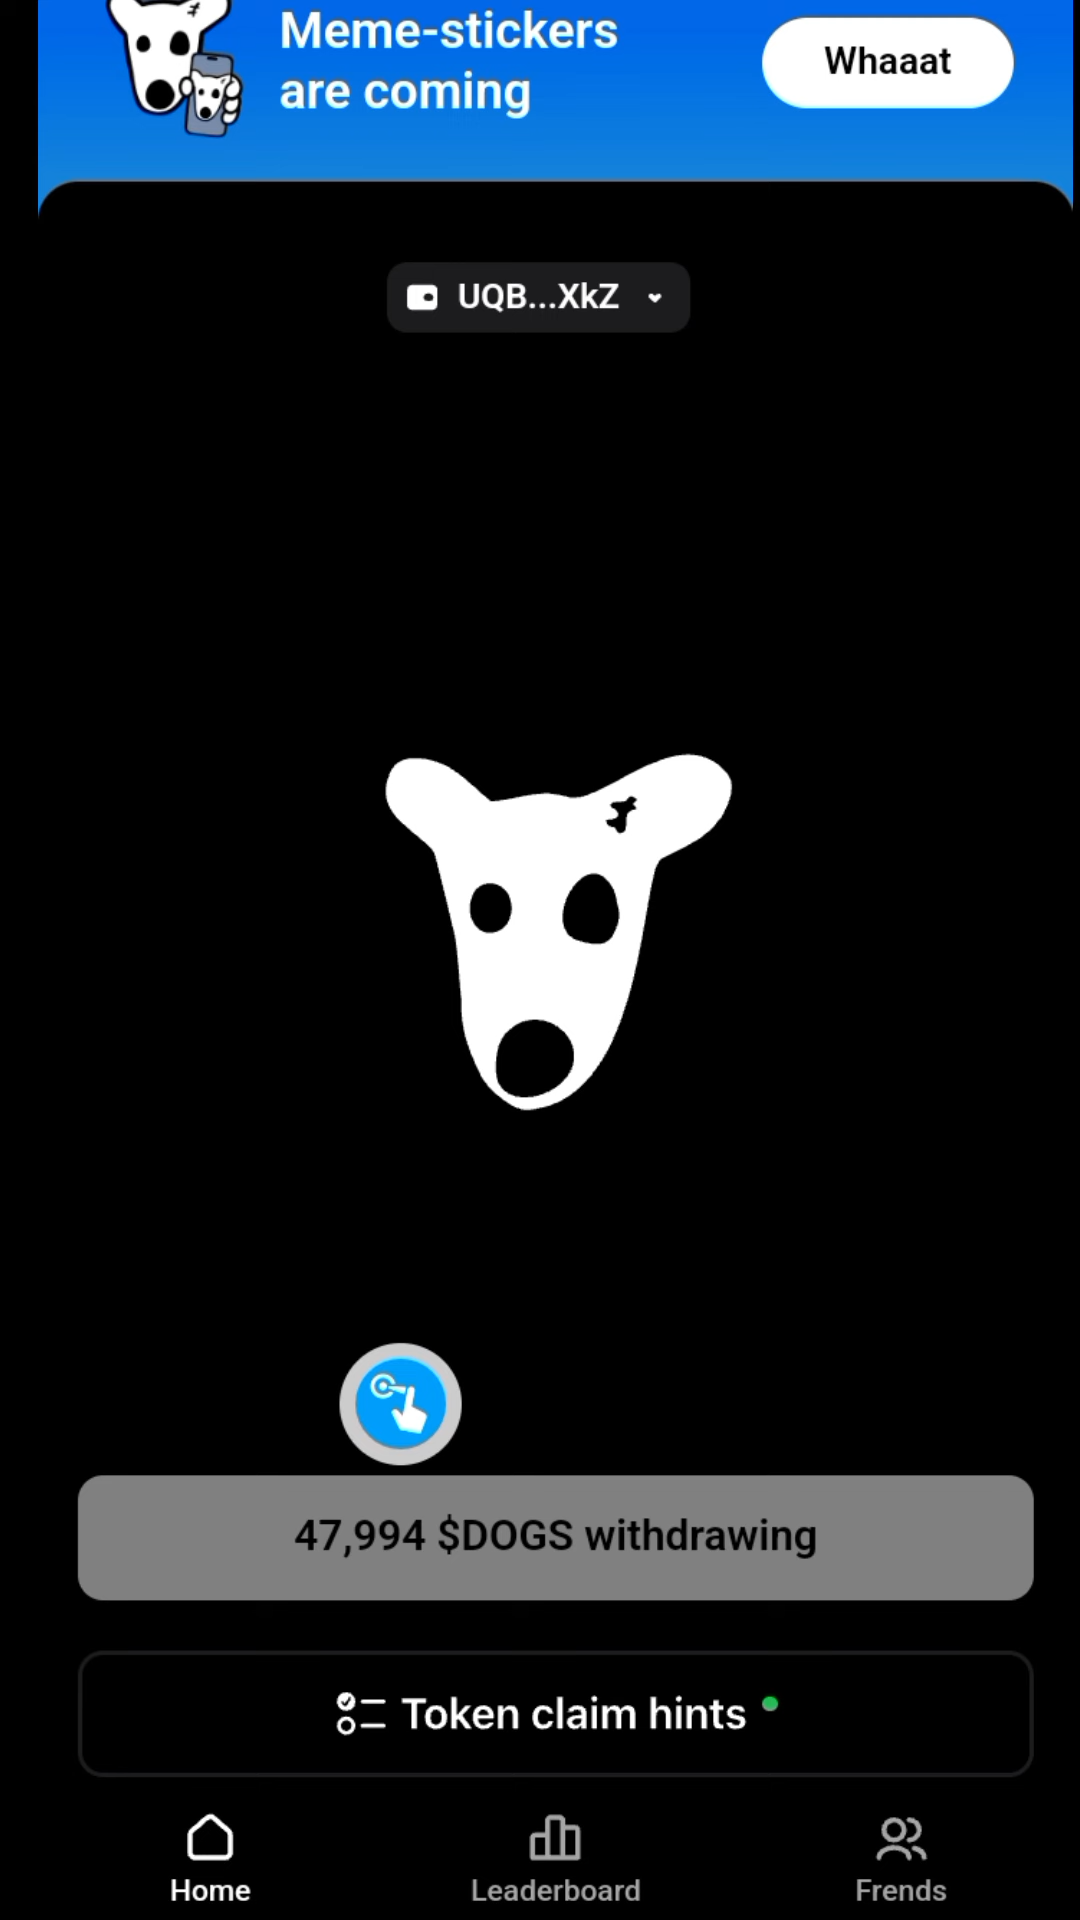 Meme-stickers
are coming
Whaaat
UQB...XkZ
47,994 $DOGS withdrawing
Token claim hints
Home
Leaderboard
Frends